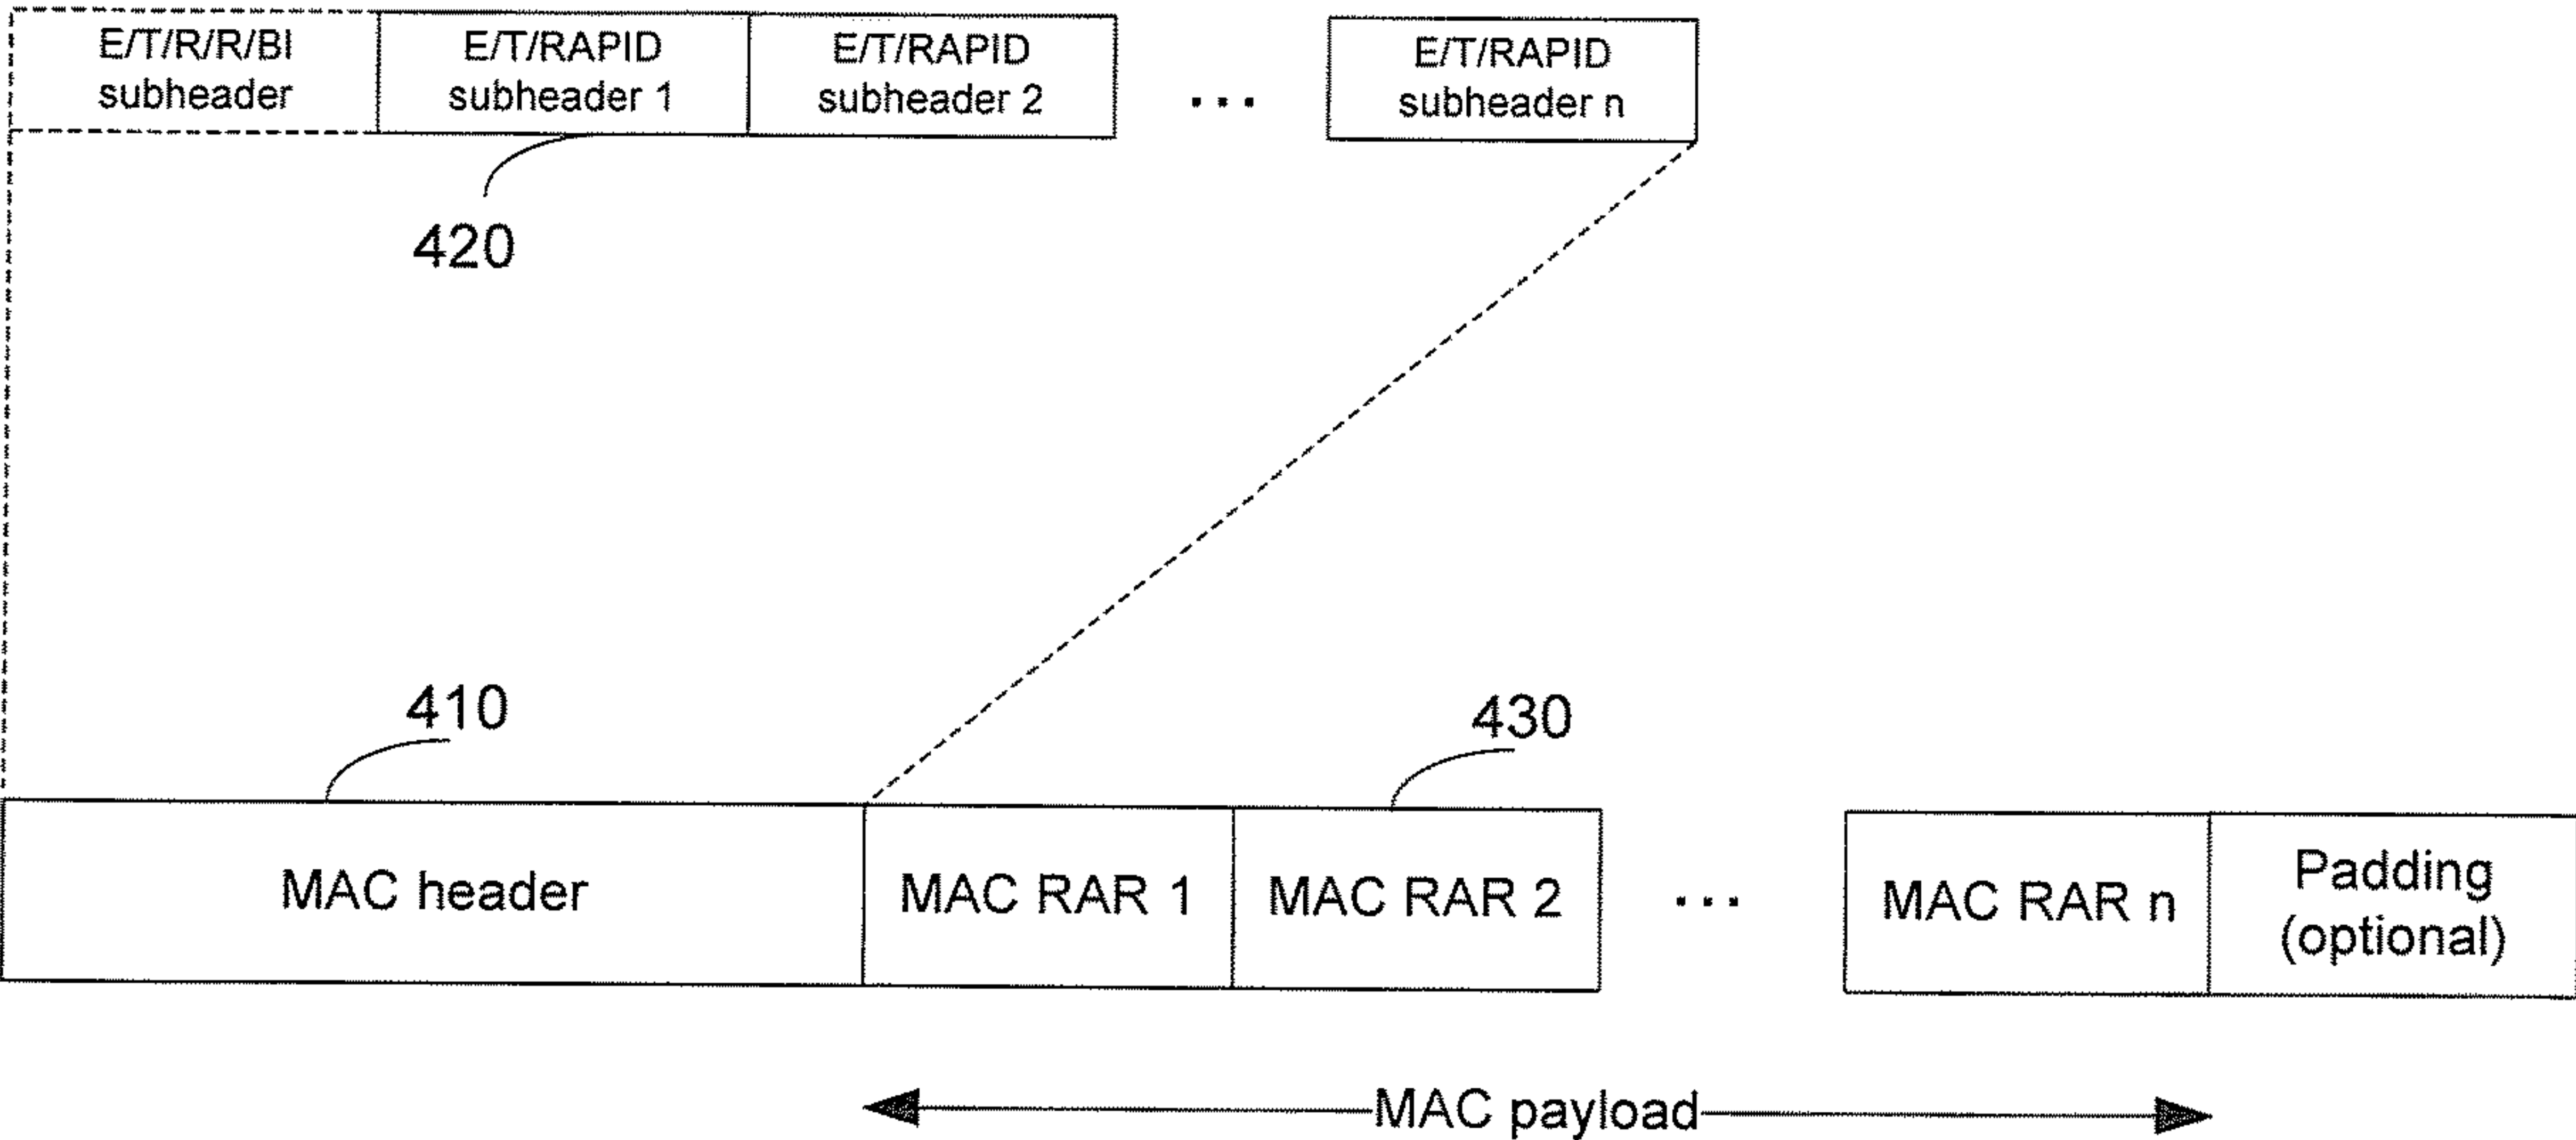 E/T/R/R/BI
subheader
E/T/RAPID
subheader 1
E/T/RAPID
subheader 2
...
E/T/RAPID
subheader n
420
410
430
MAC header
MAC RAR 1
MAC RAR 2
...
MAC RAR n
Padding
(optional)
MAC payload